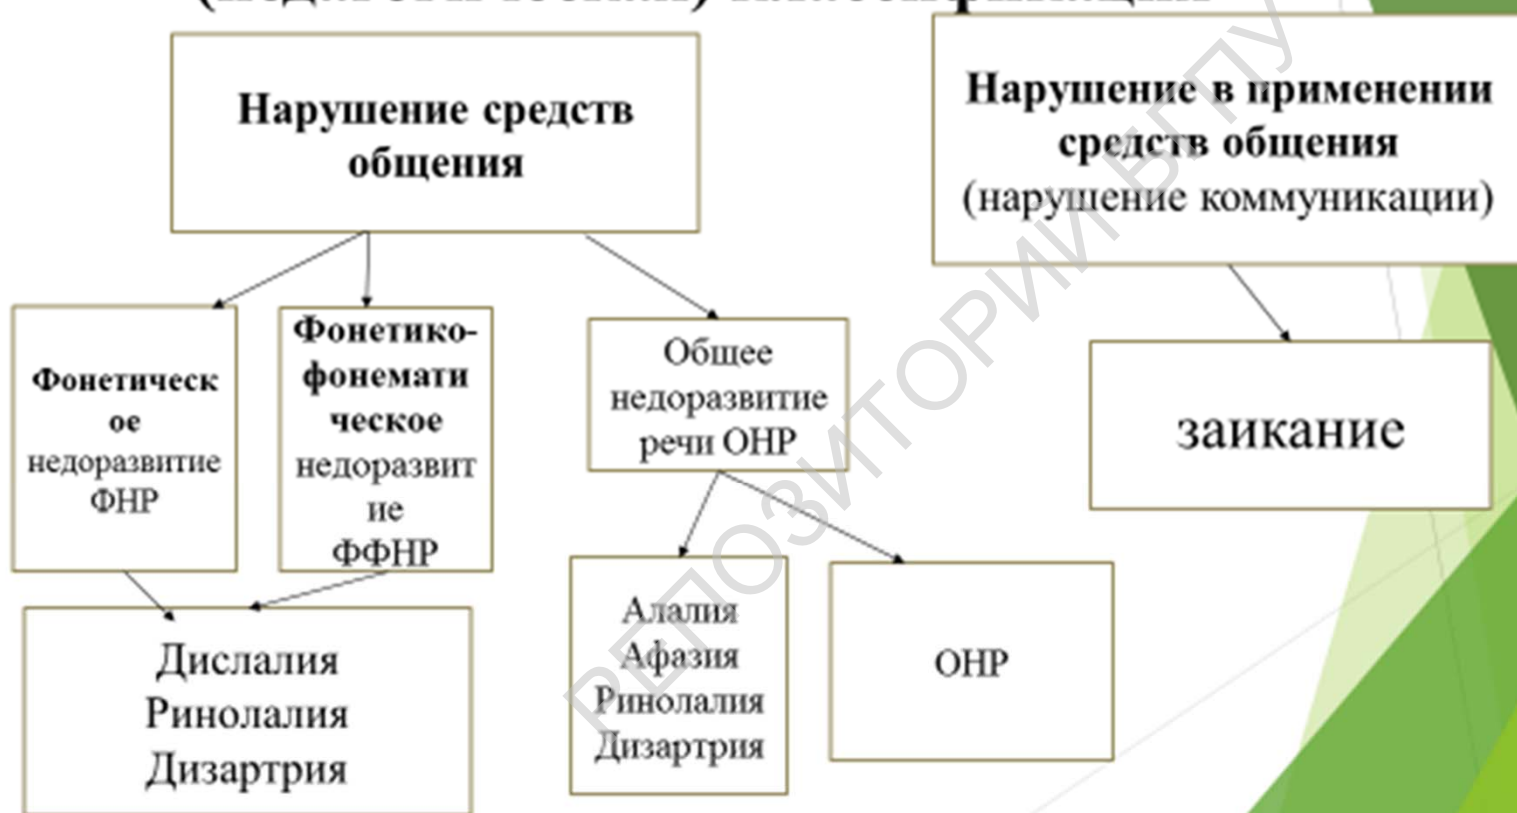 Нарушение средств
общения
Нарушение в применении
средств общения
(нарушение коммуникации)
Фонетическ
ое
недоразвитие
ФНР
Фонетико-
фонемати
ческое
недоразвит
ие
ФФНР
Общее
недоразвитие
речи ОНР
заикание
Дислалия
Ринолалия
Дизартрия
Алалия
Афазия
Ринолалия
Дизартрия
ОНР
РЕПОЗИТОРИЙ БГПУ